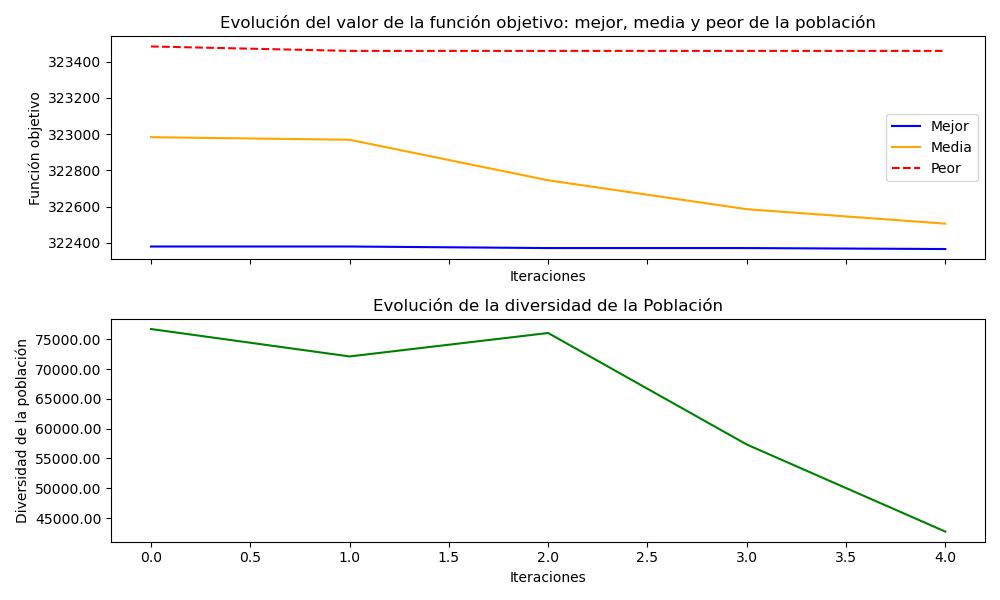 Evolución del valor de la función objetivo: mejor, media y peor de la población
323400
323200
323000
322800
322600
322400
Función objetivo
Mejor
Media
Peor
Iteraciones
Evolución de la diversidad de la Población
75000.00
70000.00
65000.00
60000.00
55000.00
50000.00
45000.00
Diversidad de la población
0.0 0.5 1.0 1.5 2.0 2.5 3.0 3.5 4.0
Iteraciones